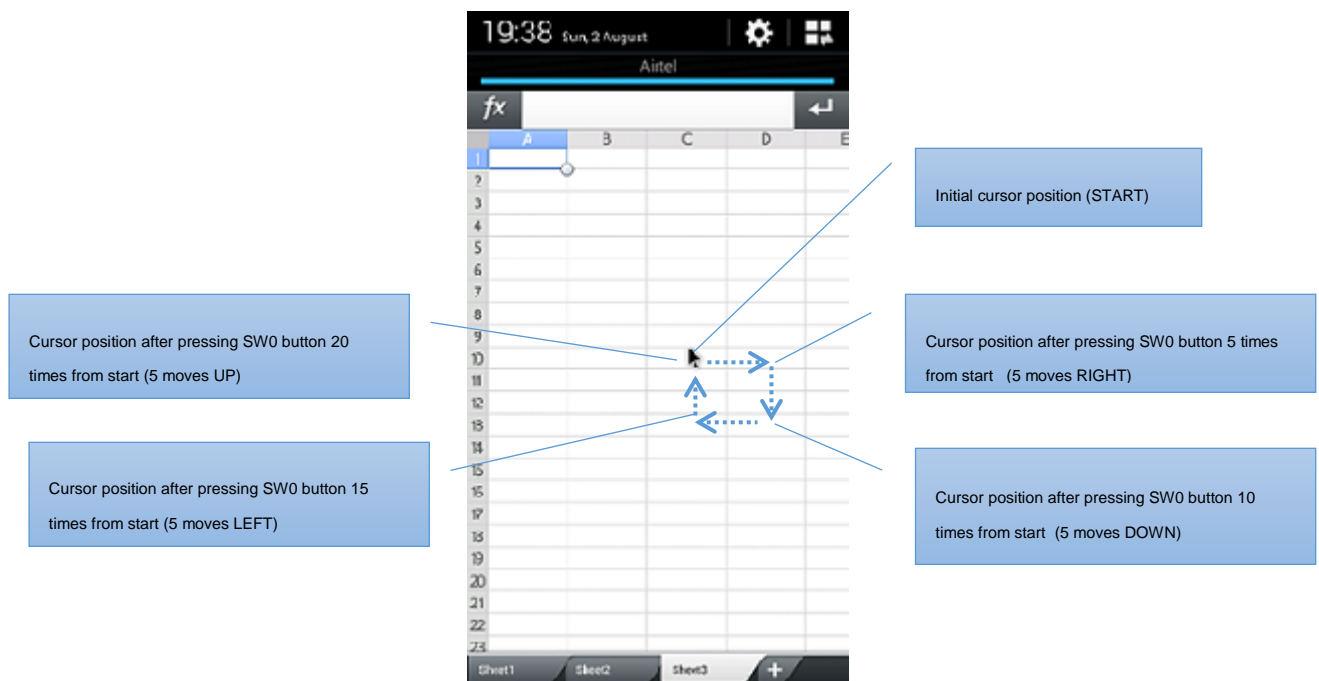 19:38 Sun, 2 August
Airtel
fx
A B C D E
1
2
3
4
5
6
7
8
9
10
11
12
13
14
15
16
17
18
19
20
21
22
23
Sheet1 Sheet2 Sheet3 +
Initial cursor position (START)
Cursor position after pressing SW0 button 20
times from start (5 moves UP)
Cursor position after pressing SW0 button 5 times
from start (5 moves RIGHT)
Cursor position after pressing SW0 button 15
times from start (5 moves LEFT)
Cursor position after pressing SW0 button 10
times from start (5 moves DOWN)